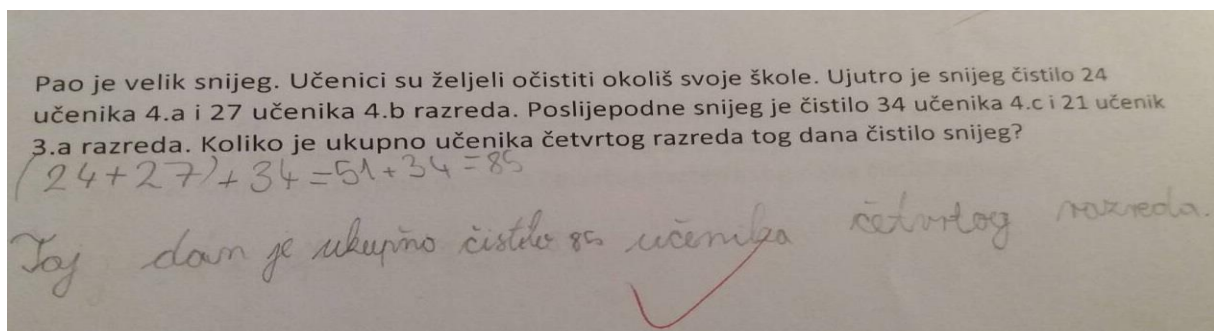 Pao je velik snijeg. Učenici su željeli očistiti okoliš svoje škole. Ujutro je snijeg čistilo 24
učenika 4.a i 27 učenika 4.b razreda. Poslijepodne snijeg je čistilo 34 učenika 4.c i 21 učenik
3.a razreda. Koliko je ukupno učenika četvrtog razreda tog dana čistilo snijeg?
(24+27)+34=51+34=85
Taj dan je ukupno čistilo 85 učenika četvrtog razreda.